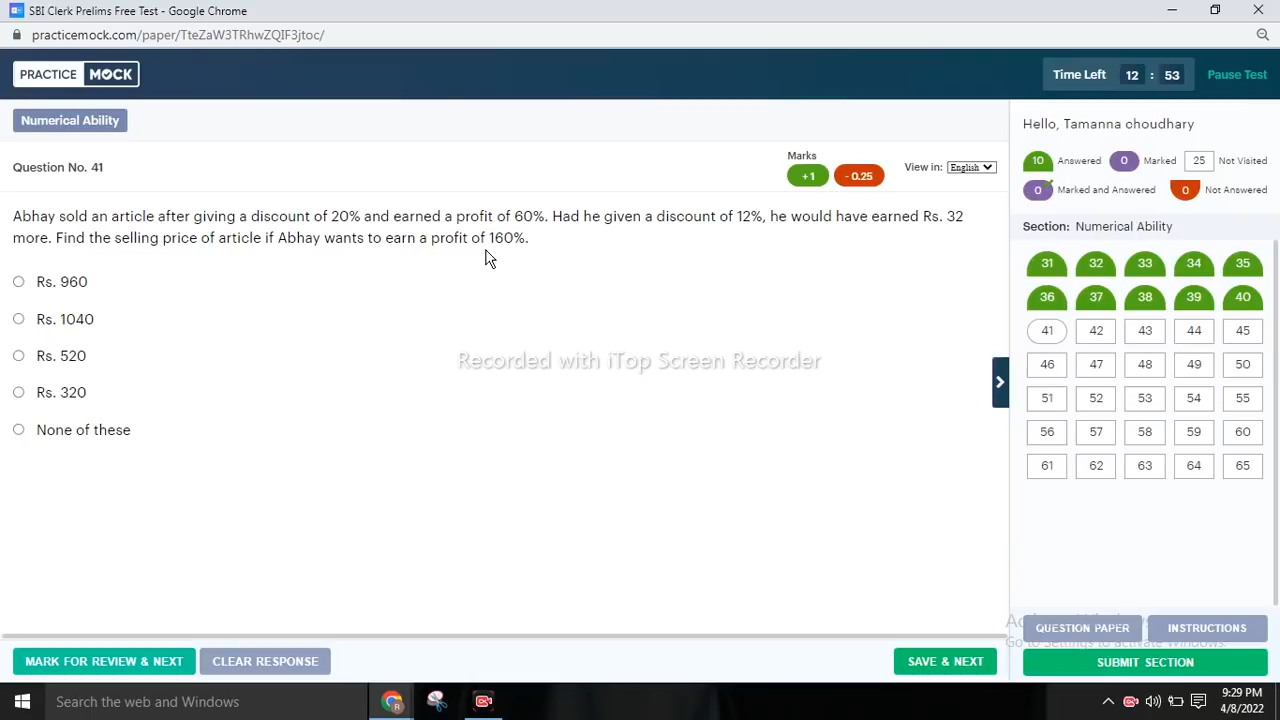 SBI Clerk Prelims Free Test - Google Chrome
practicemock.com/paper/TteZaW3TRhwZQIF3jtoc/
PRACTICE MOCK
Time Left 12 : 53 Pause Test
Numerical Ability
Hello, Tamanna choudhary
Question No. 41
Marks
+ 1 - 0.25
View in: English
10 Answered 0 Marked 25 Not Visited
0 Marked and Answered 0 Not Answered
Abhay sold an article after giving a discount of 20% and earned a profit of 60%. Had he given a discount of 12%, he would have earned Rs. 32
more. Find the selling price of article if Abhay wants to earn a profit of 160%.
Rs. 960
Rs. 1040
Rs. 520
Rs. 320
None of these
Recorded with iTop Screen Recorder
Section: Numerical Ability
31 32 33 34 35
36 37 38 39 40
41 42 43 44 45
46 47 48 49 50
51 52 53 54 55
56 57 58 59 60
61 62 63 64 65
QUESTION PAPER INSTRUCTIONS
Go to Settings to activate Windows.
MARK FOR REVIEW & NEXT CLEAR RESPONSE SAVE & NEXT SUBMIT SECTION
Search the web and Windows
9:29 PM
4/8/2022